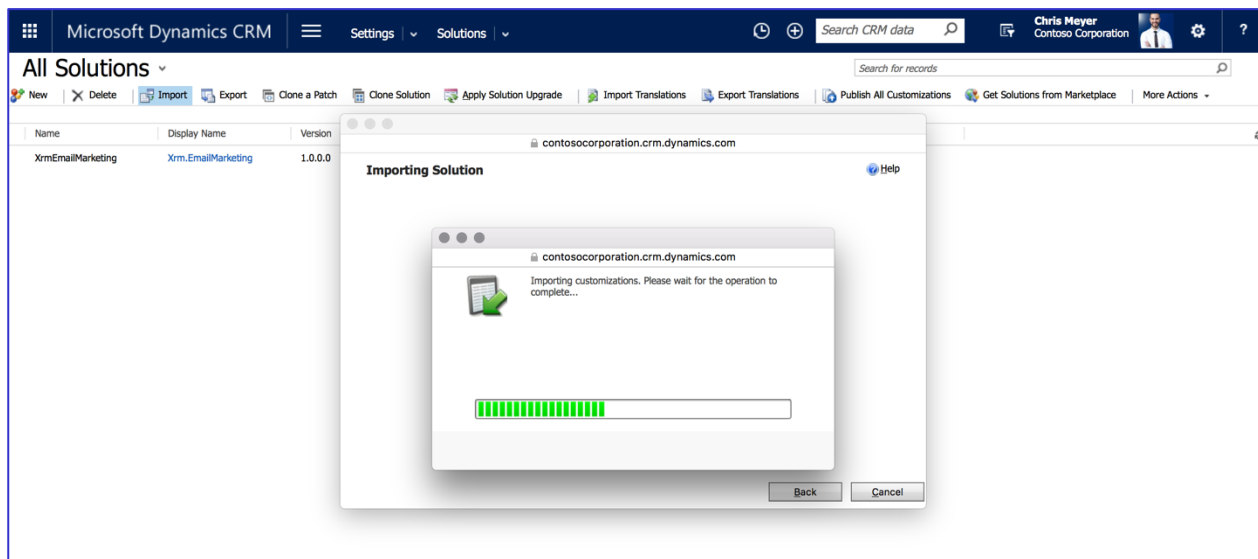 Microsoft Dynamics CRM Settings Solutions Search CRM data Chris Meyer ?
Contoso Corporation
All Solutions Search for records
New Delete Import Export Clone a Patch Clone Solution Apply Solution Upgrade Import Translations Export Translations Publish All Customizations Get Solutions from Marketplace More Actions
Name Display Name Version
XrmEmailMarketing Xrm.EmailMarketing 1.0.0.0
contosocorporation.crm.dynamics.com
Importing Solution Help
contosocorporation.crm.dynamics.com
Importing customizations. Please wait for the operation to
complete...
Back Cancel